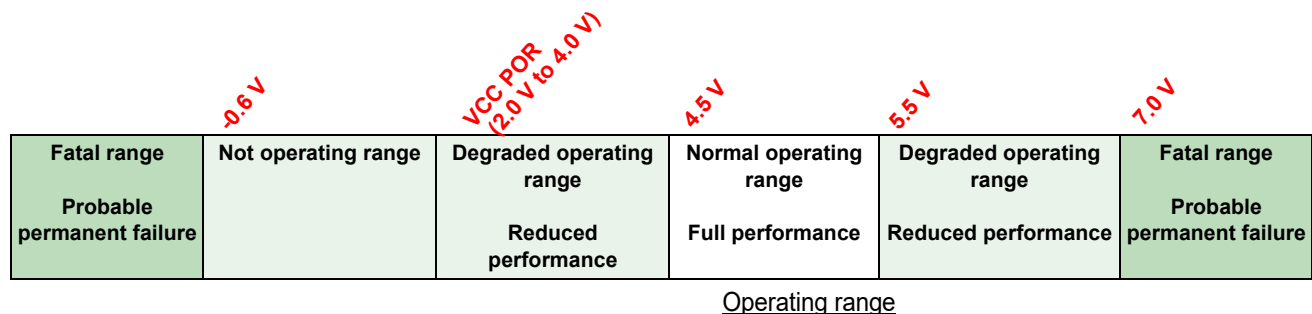 -0.6 V
VCC POR
(2.0 V to 4.0 V)
4.5 V
5.5 V
7.0 V
Fatal range
Probable
permanent failure
Not operating range
Degraded operating
range
Reduced
performance
Normal operating
range
Full performance
Degraded operating
range
Reduced performance
Fatal range
Probable
permanent failure
Operating range